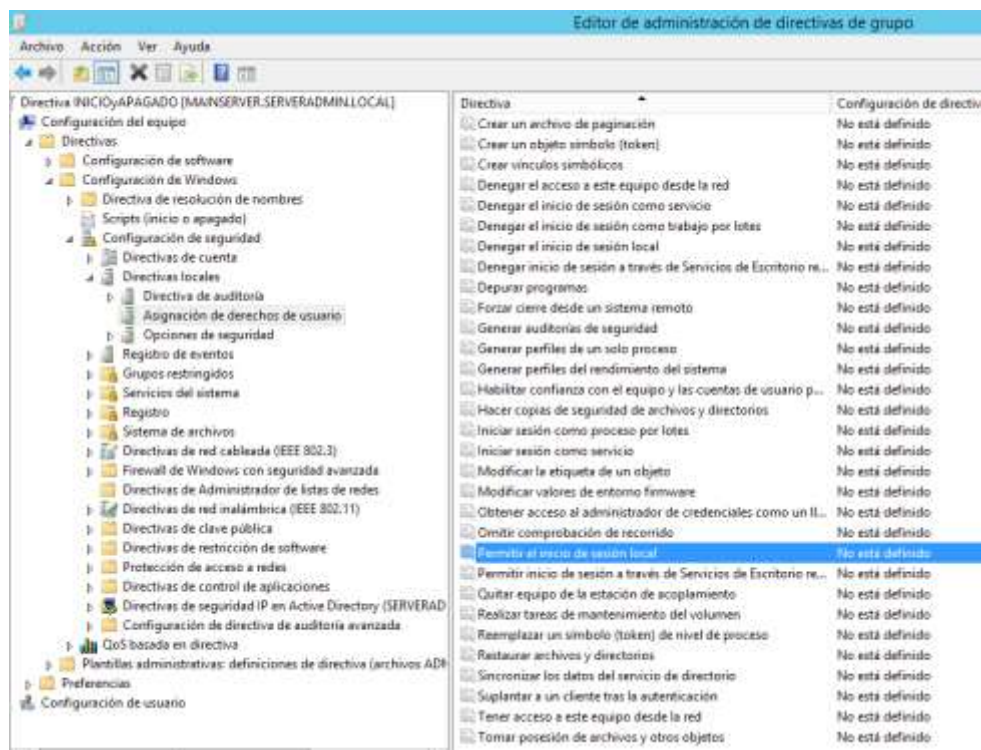 Editor de administración de directivas de grupo
Archivo Acción Ver Ayuda
Directiva INICIOyAPAGADO [MAINSERVER.SERVERADMIN.LOCAL]
Configuración del equipo
Directivas
Configuración de software
Configuración de Windows
Directiva de resolución de nombres
Scripts (inicio o apagado)
Configuración de seguridad
Directivas de cuenta
Directivas locales
Directiva de auditoría
Asignación de derechos de usuario
Opciones de seguridad
Registro de eventos
Grupos restringidos
Servicios del sistema
Registro
Sistema de archivos
Directivas de red cableada (IEEE 802.3)
Firewall de Windows con seguridad avanzada
Directivas de Administrador de listas de redes
Directivas de red inalámbrica (IEEE 802.11)
Directivas de clave pública
Directivas de restricción de software
Protección de acceso a redes
Directivas de control de aplicaciones
Directivas de seguridad IP en Active Directory (SERVERAD
Configuración de directiva de auditoría avanzada
QoS basada en directiva
Plantillas administrativas: definiciones de directiva (archivos ADM
Preferencias
Configuración de usuario
Directiva Configuración de directiv
Crear un archivo de paginación No está definido
Crear un objeto símbolo (token) No está definido
Crear vínculos simbólicos No está definido
Denegar el acceso a este equipo desde la red No está definido
Denegar el inicio de sesión como servicio No está definido
Denegar el inicio de sesión como trabajo por lotes No está definido
Denegar el inicio de sesión local No está definido
Denegar inicio de sesión a través de Servicios de Escritorio re... No está definido
Depurar programas No está definido
Forzar cierre desde un sistema remoto No está definido
Generar auditorías de seguridad No está definido
Generar perfiles de un solo proceso No está definido
Generar perfiles del rendimiento del sistema No está definido
Habilitar confianza con el equipo y las cuentas de usuario p... No está definido
Hacer copias de seguridad de archivos y directorios No está definido
Iniciar sesión como proceso por lotes No está definido
Iniciar sesión como servicio No está definido
Modificar la etiqueta de un objeto No está definido
Modificar valores de entorno firmware No está definido
Obtener acceso al administrador de credenciales como un ll... No está definido
Omitir comprobación de recorrido No está definido
Permitir el inicio de sesión local No está definido
Permitir inicio de sesión a través de Servicios de Escritorio re... No está definido
Quitar equipo de la estación de acoplamiento No está definido
Realizar tareas de mantenimiento del volumen No está definido
Reemplazar un símbolo (token) de nivel de proceso No está definido
Restaurar archivos y directorios No está definido
Sincronizar los datos del servicio de directorio No está definido
Suplantar a un cliente tras la autenticación No está definido
Tener acceso a este equipo desde la red No está definido
Tomar posesión de archivos y otros objetos No está definido